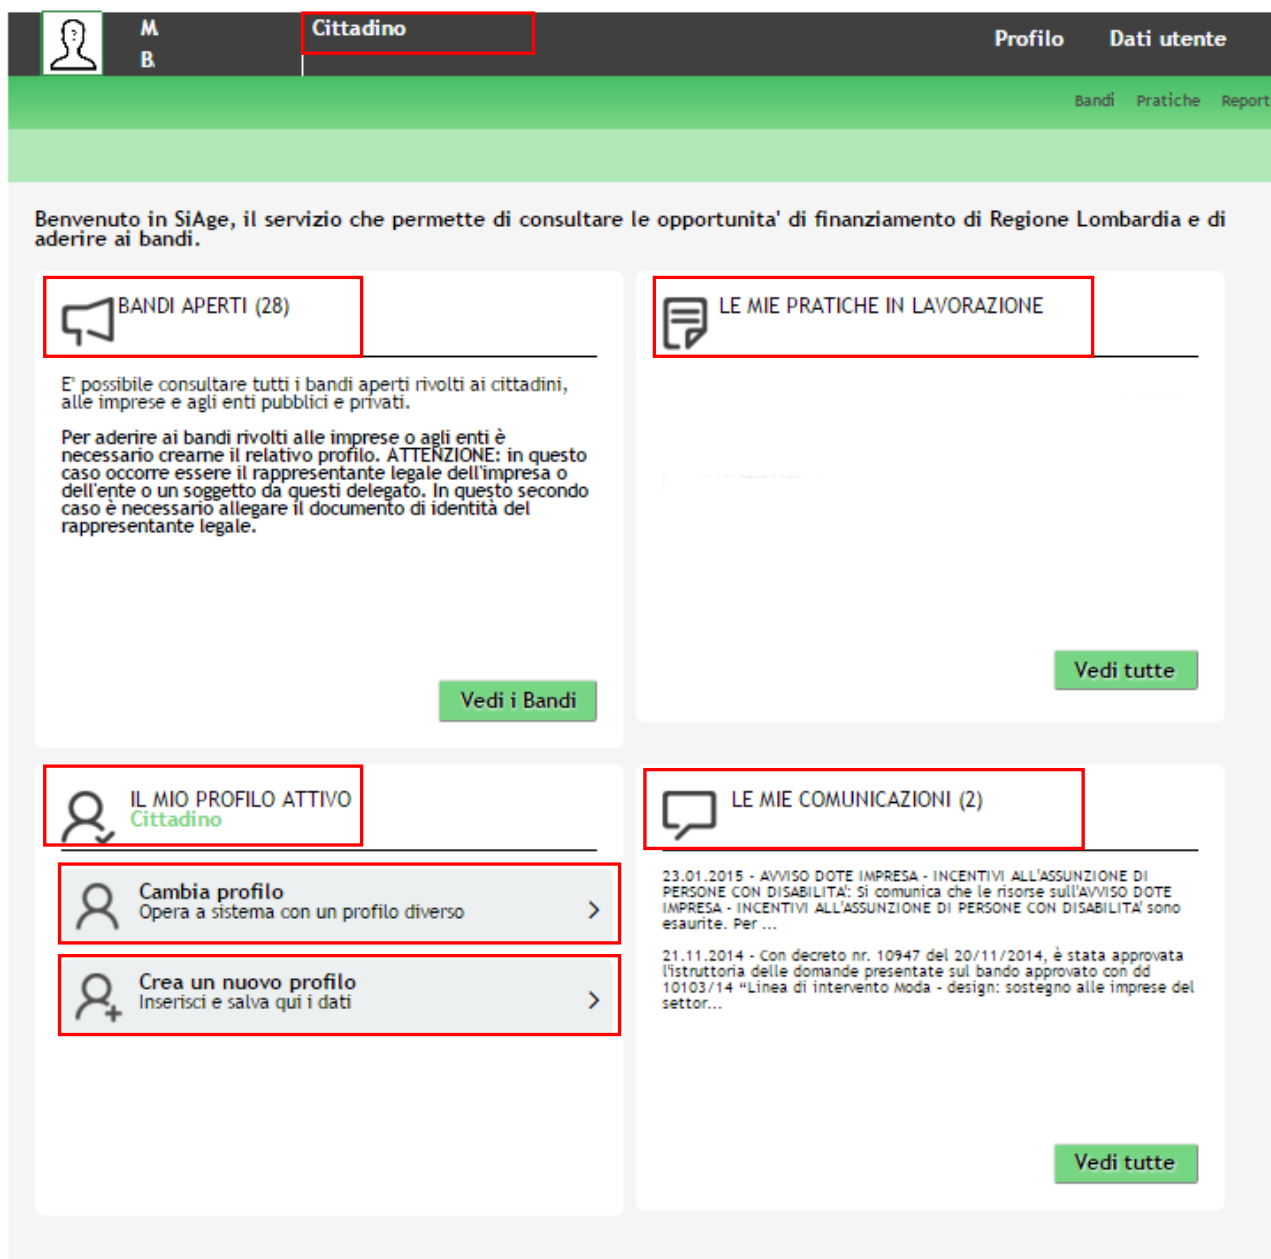 M.
B.
Cittadino
Profilo
Dati utente
Bandi
Pratiche
Report
Benvenuto in SiAge, il servizio che permette di consultare le opportunita' di finanziamento di Regione Lombardia e di
aderire ai bandi.
BANDI APERTI (28)
E' possibile consultare tutti i bandi aperti rivolti ai cittadini,
alle imprese e agli enti pubblici e privati.
Per aderire ai bandi rivolti alle imprese o agli enti è
necessario crearne il relativo profilo. ATTENZIONE: in questo
caso occorre essere il rappresentante legale dell'impresa o
dell'ente o un soggetto da questi delegato. In questo secondo
caso è necessario allegare il documento di identità del
rappresentante legale.
Vedi i Bandi
LE MIE PRATICHE IN LAVORAZIONE
Vedi tutte
IL MIO PROFILO ATTIVO
Cittadino
Cambia profilo
Opera a sistema con un profilo diverso
Crea un nuovo profilo
Inserisci e salva qui i dati
LE MIE COMUNICAZIONI (2)
23.01.2015 - AVVISO DOTE IMPRESA - INCENTIVI ALL'ASSUNZIONE DI
PERSONE CON DISABILITA': Si comunica che le risorse sull'AVVISO DOTE
IMPRESA - INCENTIVI ALL'ASSUNZIONE DI PERSONE CON DISABILITA' sono
esaurite. Per ...
21.11.2014 - Con decreto nr. 10947 del 20/11/2014, è stata approvata
l'istruttoria delle domande presentate sul bando approvato con dd
10103/14 “Linea di intervento Moda - design: sostegno alle imprese del
settor...
Vedi tutte